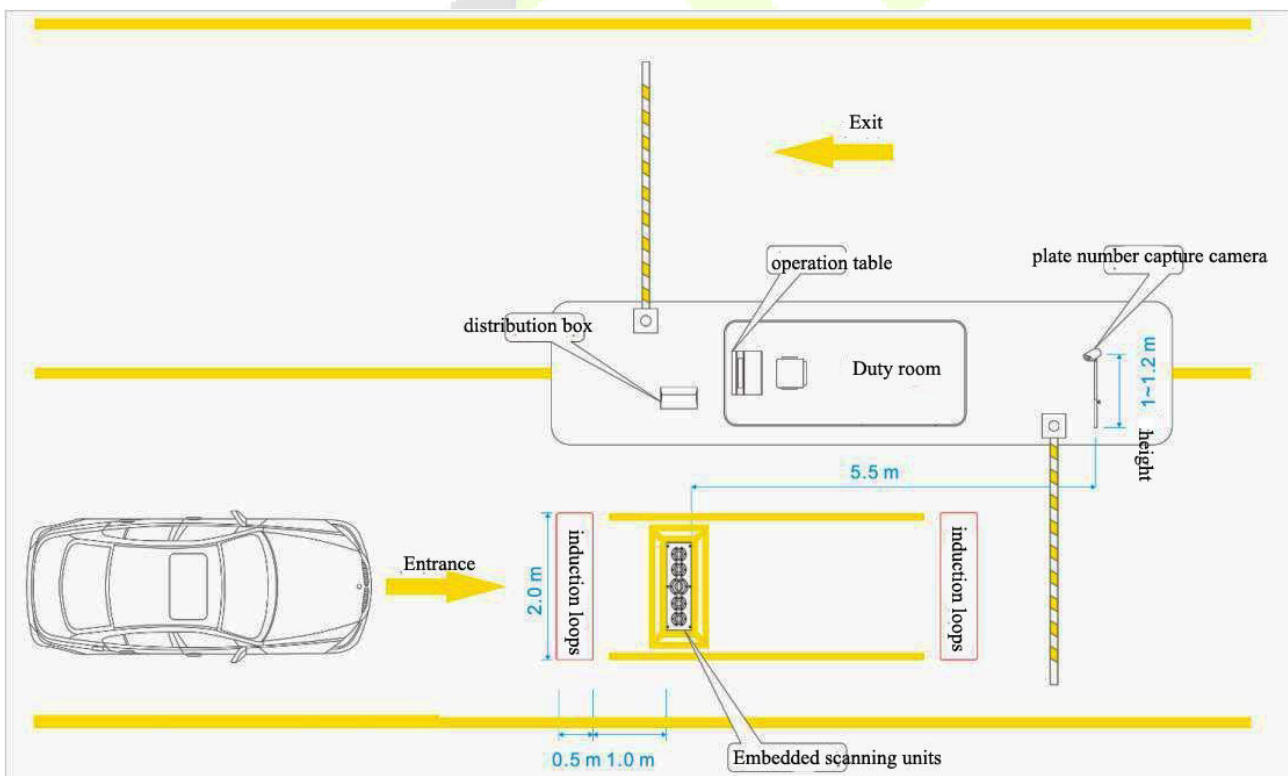 Exit
operation table
plate number capture camera
distribution box
Duty room
1~1.2 m
height
5.5 m
Entrance
2.0 m
induction loops
induction loops
0.5 m 1.0 m
Embedded scanning units